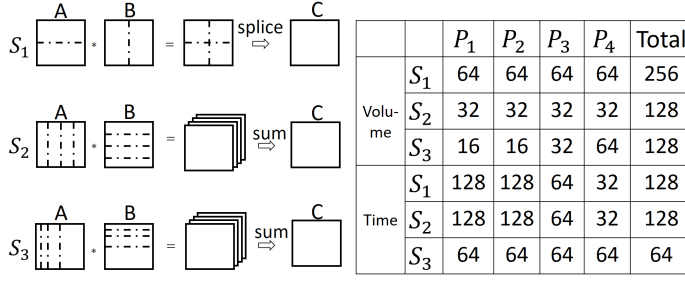 A B C
S₁ * = splice ⇨
A B C
S₂ * = sum ⇨
A B C
S₃ * = sum ⇨
P₁ P₂ P₃ P₄ Total
Volu-
me
S₁ 64 64 64 64 256
S₂ 32 32 32 32 128
S₃ 16 16 32 64 128
Time
S₁ 128 128 64 32 128
S₂ 128 128 64 32 128
S₃ 64 64 64 64 64